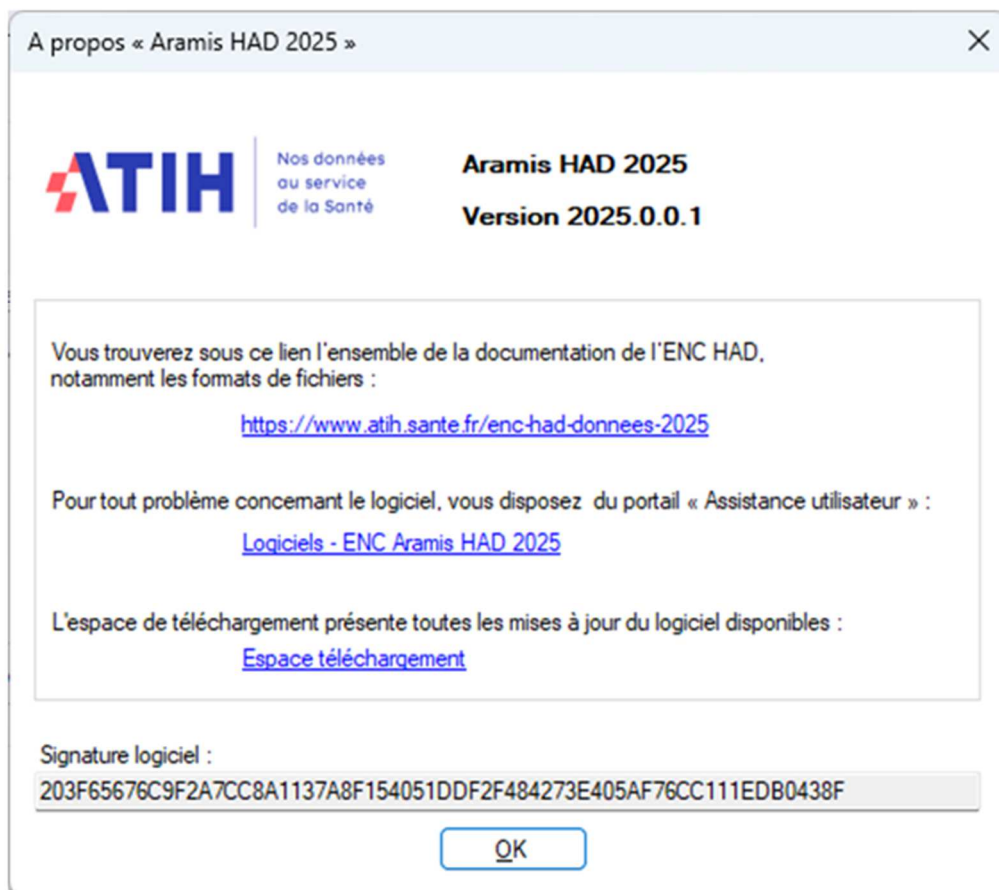 A propos « Aramis HAD 2025 »
ATIH
Nos données
au service
de la Santé
Aramis HAD 2025
Version 2025.0.0.1
Vous trouverez sous ce lien l'ensemble de la documentation de l'ENC HAD,
notamment les formats de fichiers :
https://www.atih.sante.fr/enc-had-donnees-2025
Pour tout problème concernant le logiciel, vous disposez du portail « Assistance utilisateur » :
Logiciels - ENC Aramis HAD 2025
L'espace de téléchargement présente toutes les mises à jour du logiciel disponibles :
Espace téléchargement
Signature logiciel :
203F65676C9F2A7CC8A1137A8F154051DDF2F484273E405AF76CC111EDB0438F
OK